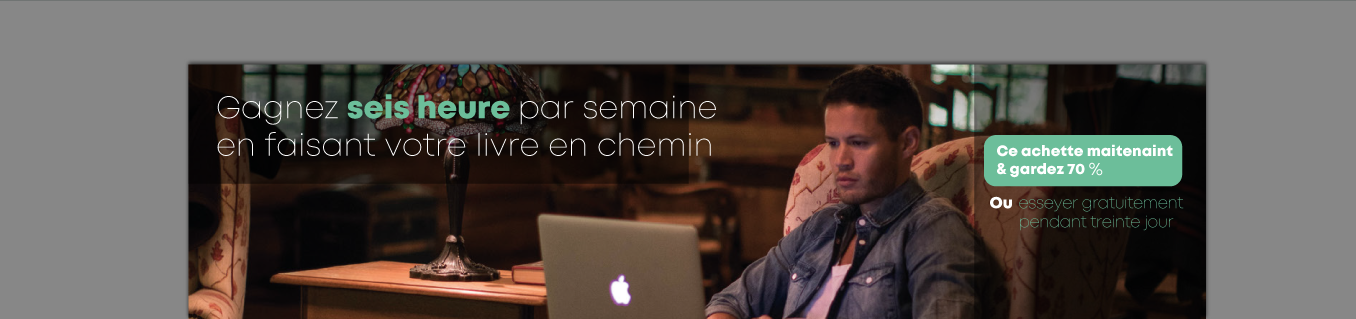 Gagnez seis heure par semaine
en faisant votre livre en chemin
Ce achette maitenaint
& gardez 70 %
Ou esseyer gratuitement
pendant treinte jour